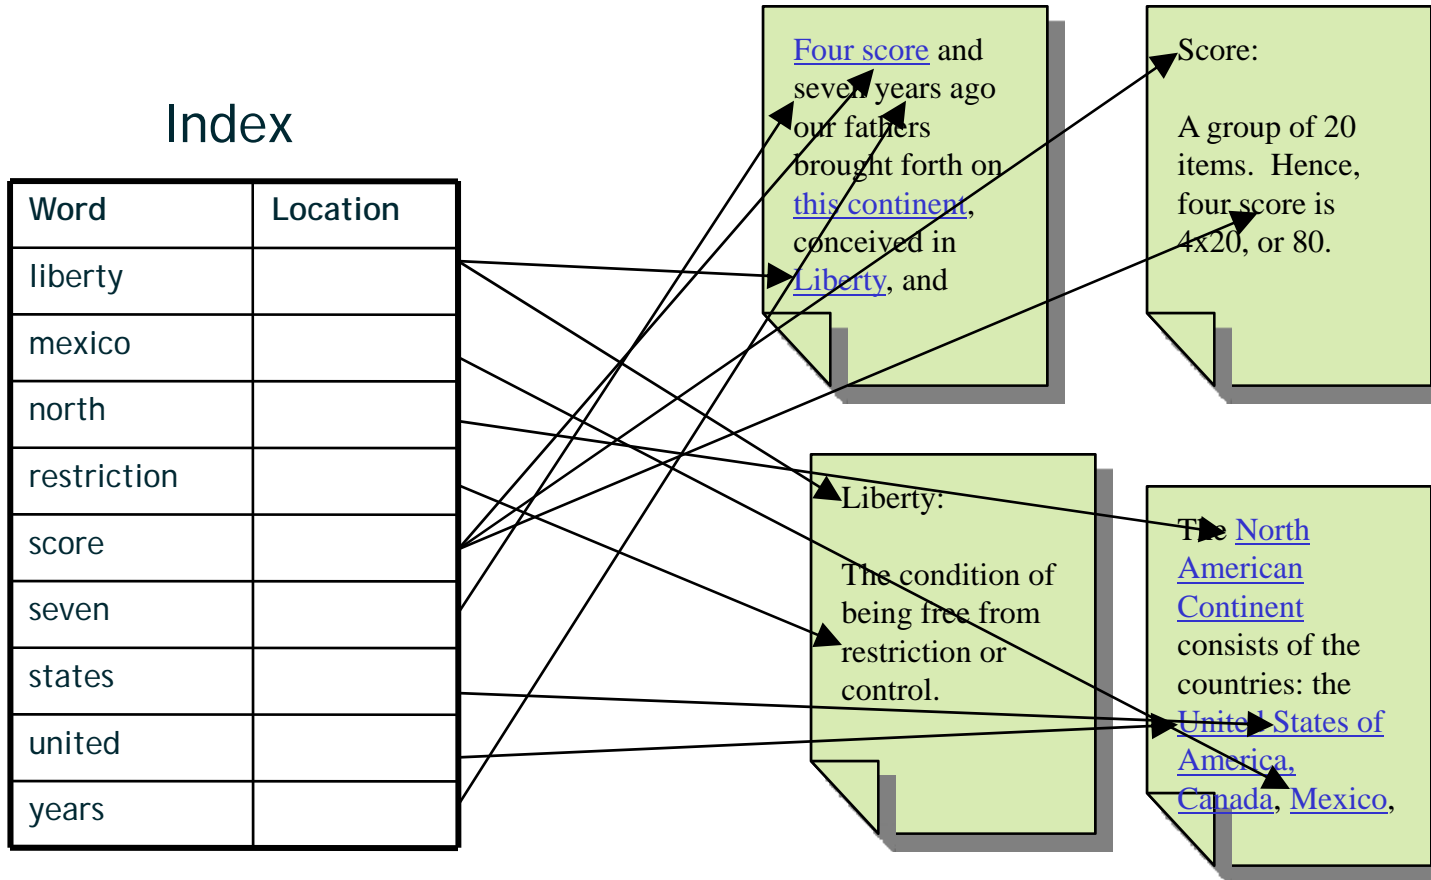 Index
Word Location
liberty
mexico
north
restriction
score
seven
states
united
years
Four score and
seven years ago
our fathers
brought forth on
this continent,
conceived in
Liberty, and
Score:
A group of 20
items.  Hence,
four score is
4x20, or 80.
Liberty:
The condition of
being free from
restriction or
control.
The North
American
Continent
consists of the
countries: the
United States of
America,
Canada, Mexico,